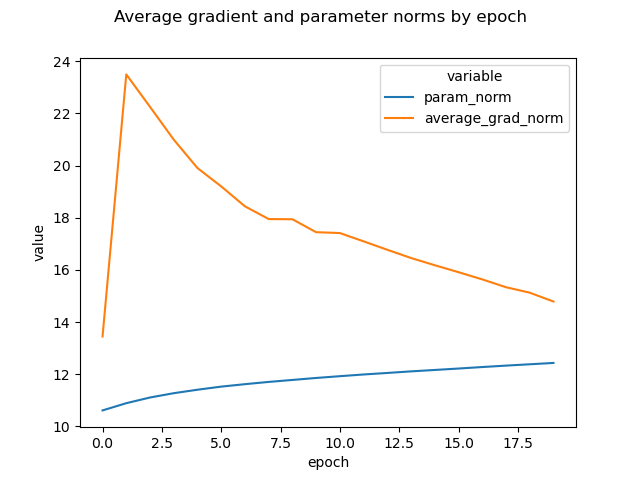 Average gradient and parameter norms by epoch
variable
param_norm
average_grad_norm
24
22
20
18
16
14
12
10
value
0.0 2.5 5.0 7.5 10.0 12.5 15.0 17.5
epoch